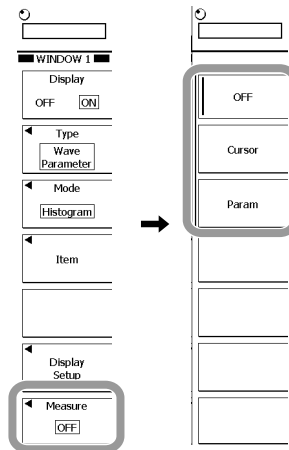 WINDOW 1
Display
OFF ON
Type
Wave
Parameter
Mode
Histogram
Item
Display
Setup
Measure
OFF
OFF
Cursor
Param